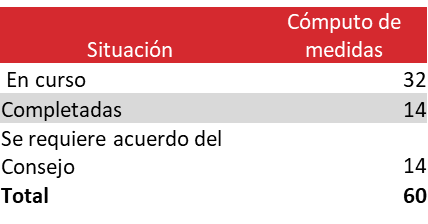 Situación Cómputo de medidas
En curso 32
Completadas 14
Se requiere acuerdo del
Consejo 14
Total 60